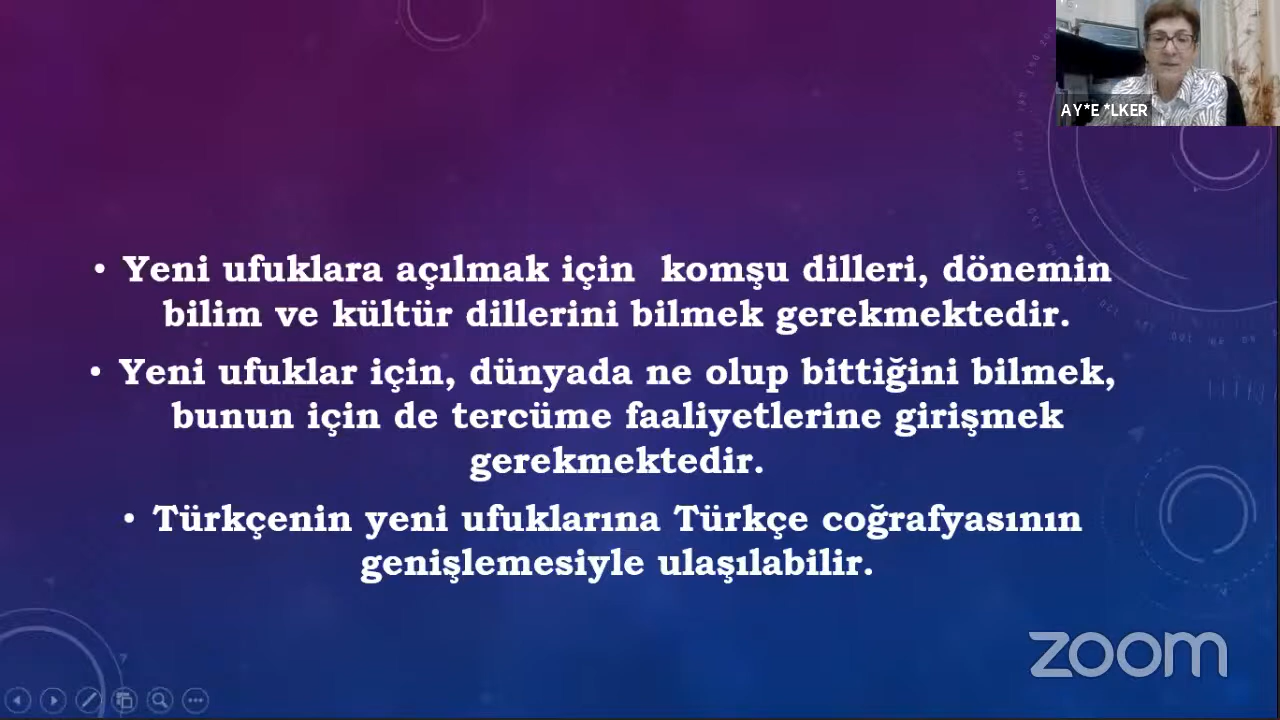 AY*E *LKER
• Yeni ufuklara açılmak için komşu dilleri, dönemin
bilim ve kültür dillerini bilmek gerekmektedir.
• Yeni ufuklar için, dünyada ne olup bittiğini bilmek,
bunun için de tercüme faaliyetlerine girişmek
gerekmektedir.
• Türkçenin yeni ufuklarına Türkçe coğrafyasının
genişlemesiyle ulaşılabilir.
zoom